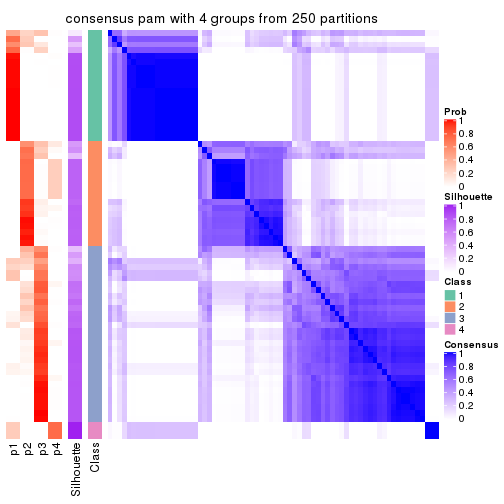 consensus pam with 4 groups from 250 partitions
Prob
1
0.8
0.6
0.4
0.2
0
Silhouette
1
0.8
0.6
0.4
0.2
0
Class
1
2
3
4
Consensus
1
0.8
0.6
0.4
0.2
0
p1
p2
p3
p4
Silhouette
Class